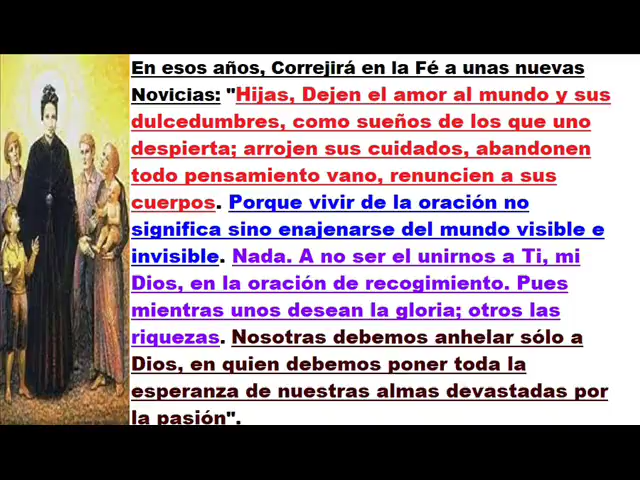 En esos años, Correjirá en la Fé a unas nuevas
Novicias: "Hijas, Dejen el amor al mundo y sus
dulcedumbres, como sueños de los que uno
despierta; arrojen sus cuidados, abandonen
todo pensamiento vano, renuncien a sus
cuerpos. Porque vivir de la oración no
significa sino enajenarse del mundo visible e
invisible. Nada. A no ser el unirnos a Ti, mi
Dios, en la oración de recogimiento. Pues
mientras unos desean la gloria; otros las
riquezas. Nosotras debemos anhelar sólo a
Dios, en quien debemos poner toda la
esperanza de nuestras almas devastadas por
la pasión".